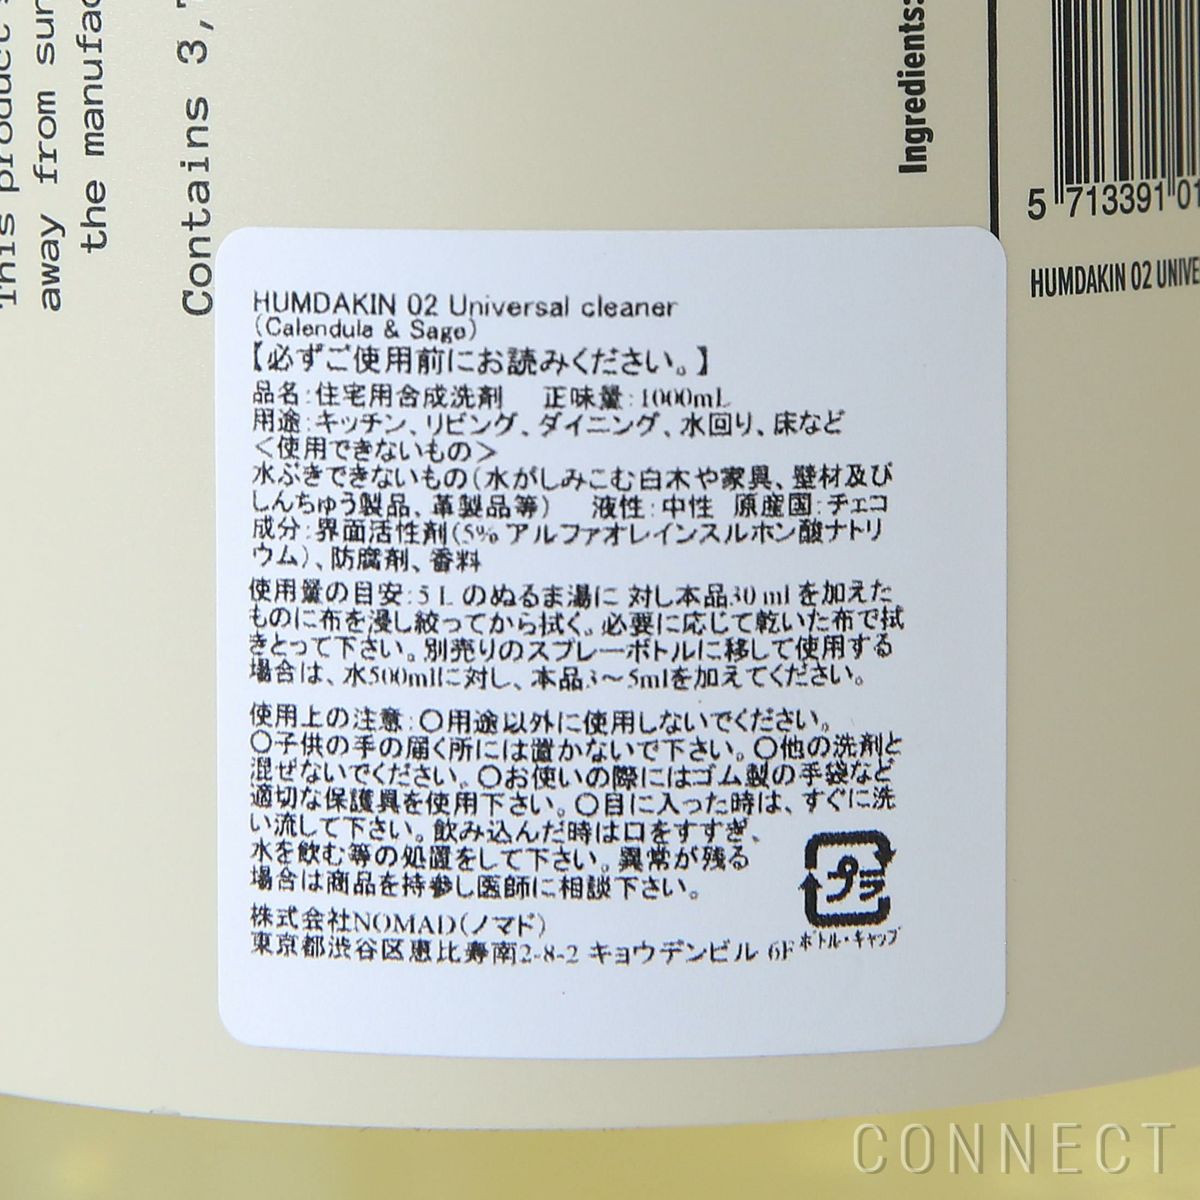 This product
away from sun
the manufac
Contains 3,
Ingredients:
5 713391 01
HUMDAKIN 02 UNIVE
HUMDAKIN 02 Universal cleaner
(Calendula & Sage)
【必ずご使用前にお読みください。】
品名:住宅用合成洗剤 正味量:1000mL
用途:キッチン、リビング、ダイニング、水回り、床など
<使用できないもの>
水ぶきできないもの(水がしみこむ白木や家具、壁材及び
しんちゅう製品、革製品等) 液性:中性 原産国:チェコ
成分:界面活性剤(5% アルファオレインスルホン酸ナトリ
ウム)、防腐剤、香料
使用量の目安:5Lのぬるま湯に 対し本品30mlを加えた
ものに布を浸し絞ってから拭く。必要に応じて乾いた布で拭
きとって下さい。別売りのスプレーボトルに移して使用する
場合は、水500mlに対し、本品3〜5mlを加えてください。
使用上の注意:〇用途以外に使用しないでください。
〇子供の手の届く所には置かないで下さい。〇他の洗剤と
混ぜないでください。〇お使いの際にはゴム製の手袋など
適切な保護具を使用下さい。〇目に入った時は、すぐに洗
い流して下さい。飲み込んだ時は口をすすぎ、
水を飲む等の処置をして下さい。異常が残る
場合は商品を持参し医師に相談下さい。
プラ
ボトル・キャップ
株式会社NOMAD(ノマド)
東京都渋谷区恵比寿南2-8-2 キョウデンビル 6F
CONNECT